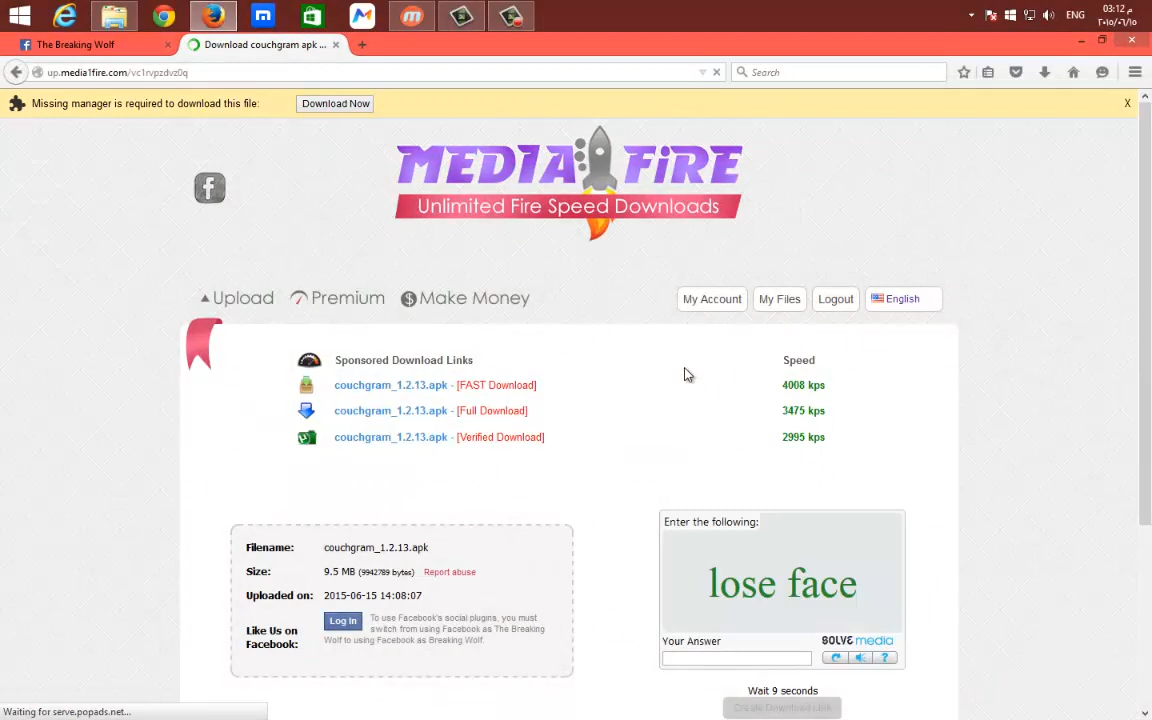 ENG
م 03:12
٢٠١٥/٠٦/١٥
The Breaking Wolf
Download couchgram apk ...
up.media1fire.com/vc1rvpzdvz0q
Search
Missing manager is required to download this file:
Download Now
X
MEDIA FiRE
Unlimited Fire Speed Downloads
Upload
Premium
Make Money
My Account
My Files
Logout
English
Sponsored Download Links
Speed
couchgram_1.2.13.apk - [FAST Download]
4008 kps
couchgram_1.2.13.apk - [Full Download]
3475 kps
couchgram_1.2.13.apk - [Verified Download]
2995 kps
Filename:
couchgram_1.2.13.apk
Size:
9.5 MB (9942789 bytes)
Report abuse
Uploaded on:
2015-06-15 14:08:07
Like Us on
Facebook:
Log In
To use Facebook's social plugins, you must
switch from using Facebook as The Breaking
Wolf to using Facebook as Breaking Wolf.
Enter the following:
lose face
Your Answer
SOLVE media
Wait 9 seconds
Create Download Link
Waiting for serve.popads.net...